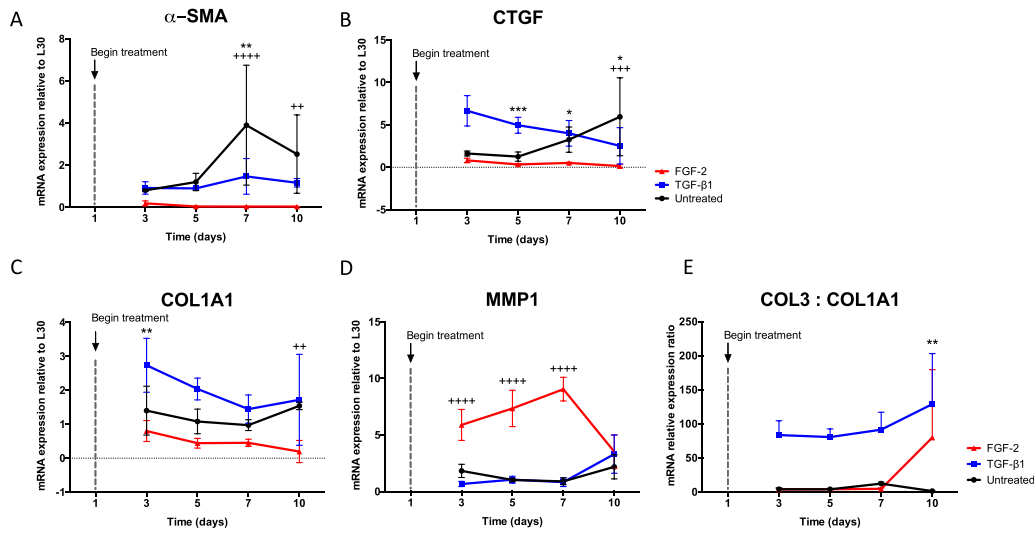 A
α–SMA
mRNA expression relative to L30
8
6
4
2
0
Begin treatment
**
++++
++
1 3 5 7 10
Time (days)
B
CTGF
mRNA expression relative to L30
15
10
5
0
-5
Begin treatment
***
*
*
+++
1 3 5 7 10
Time (days)
FGF-2
TGF-β1
Untreated
C
COL1A1
mRNA expression relative to L30
4
3
2
1
0
-1
Begin treatment
**
++
1 3 5 7 10
Time (days)
D
MMP1
mRNA expression relative to L30
15
10
5
0
Begin treatment
++++
++++
++++
1 3 5 7 10
Time (days)
E
COL3 : COL1A1
mRNA relative expression ratio
250
200
150
100
50
0
Begin treatment
**
1 3 5 7 10
Time (days)
FGF-2
TGF-β1
Untreated